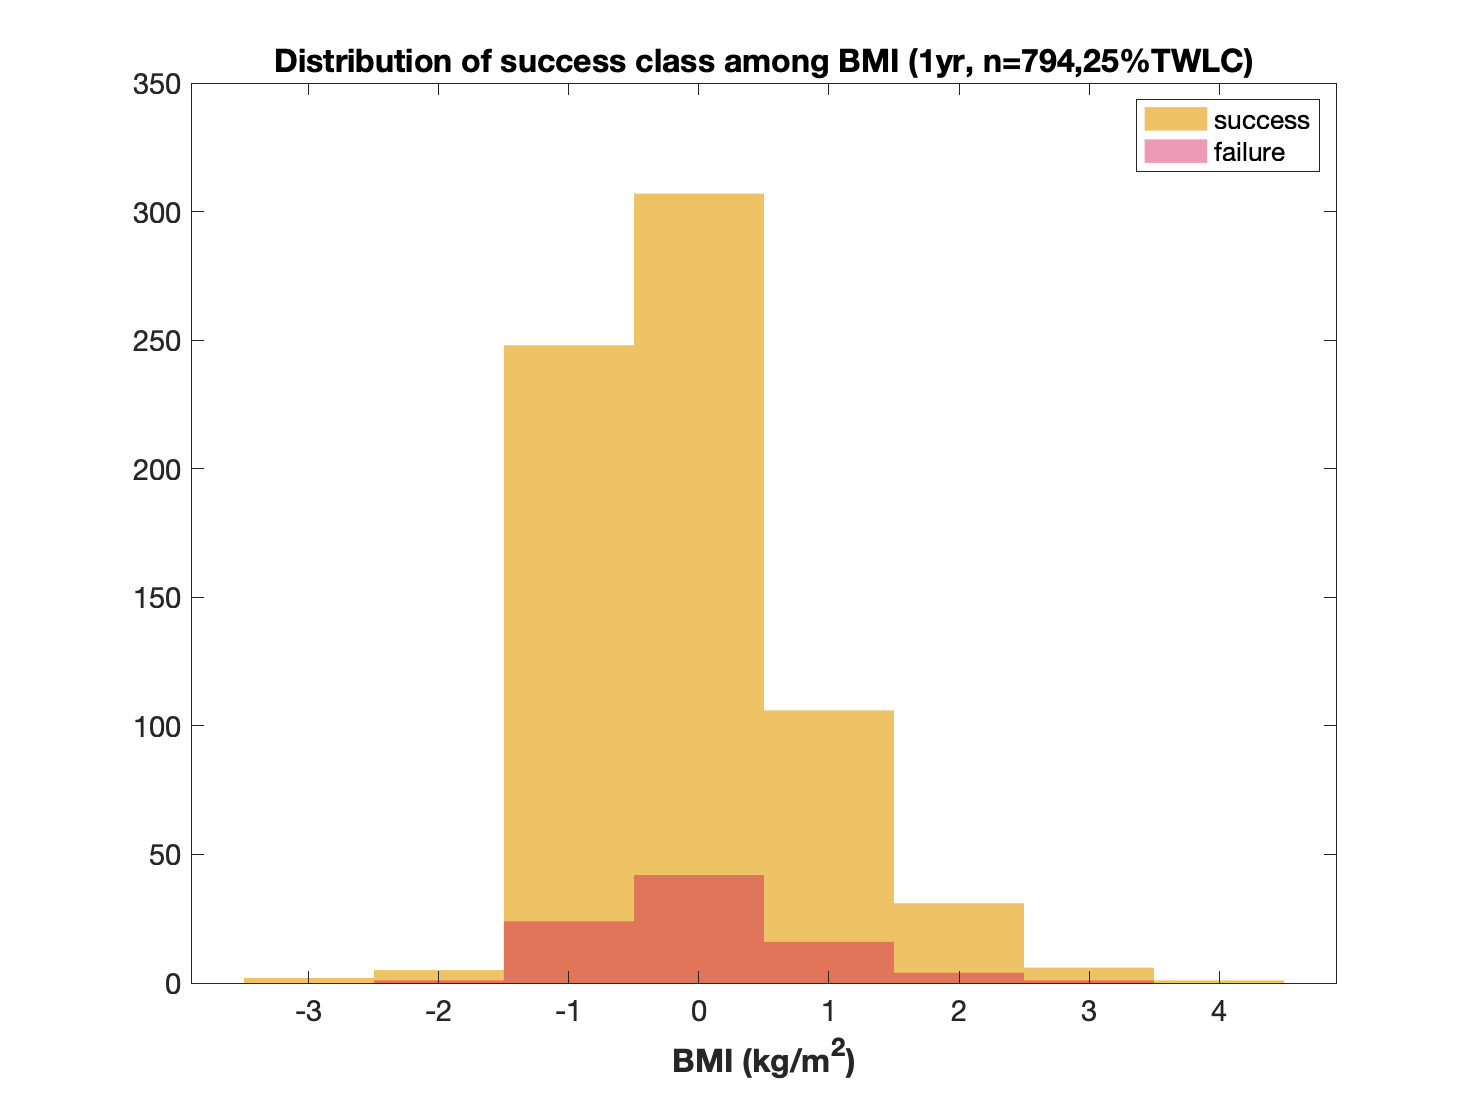 Distribution of success class among BMI (1yr, n=794,25%TWLC)
350
300
250
200
150
100
50
0
success
failure
-3 -2 -1 0 1 2 3 4
BMI (kg/m²)